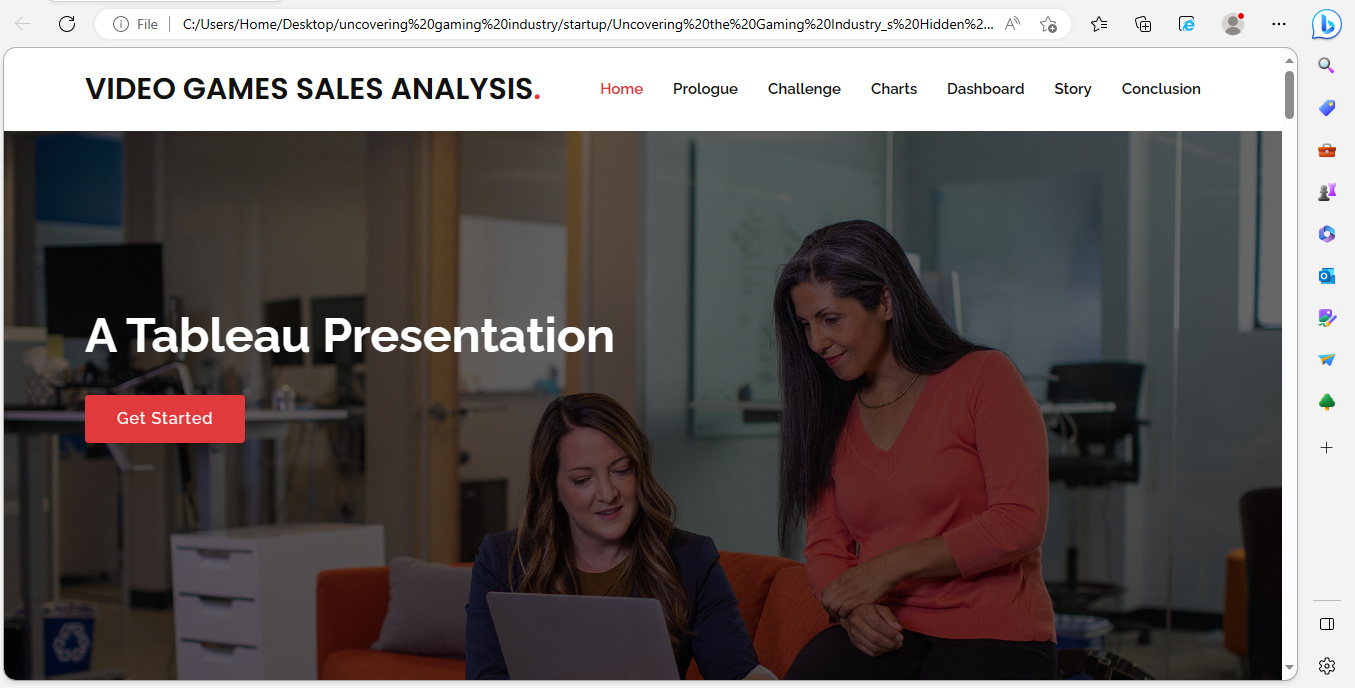 File C:/Users/Home/Desktop/uncovering%20gaming%20industry/startup/Uncovering%20the%20Gaming%20Industry_s%20Hidden%2...
VIDEO GAMES SALES ANALYSIS.
Home Prologue Challenge Charts Dashboard Story Conclusion
A Tableau Presentation
Get Started